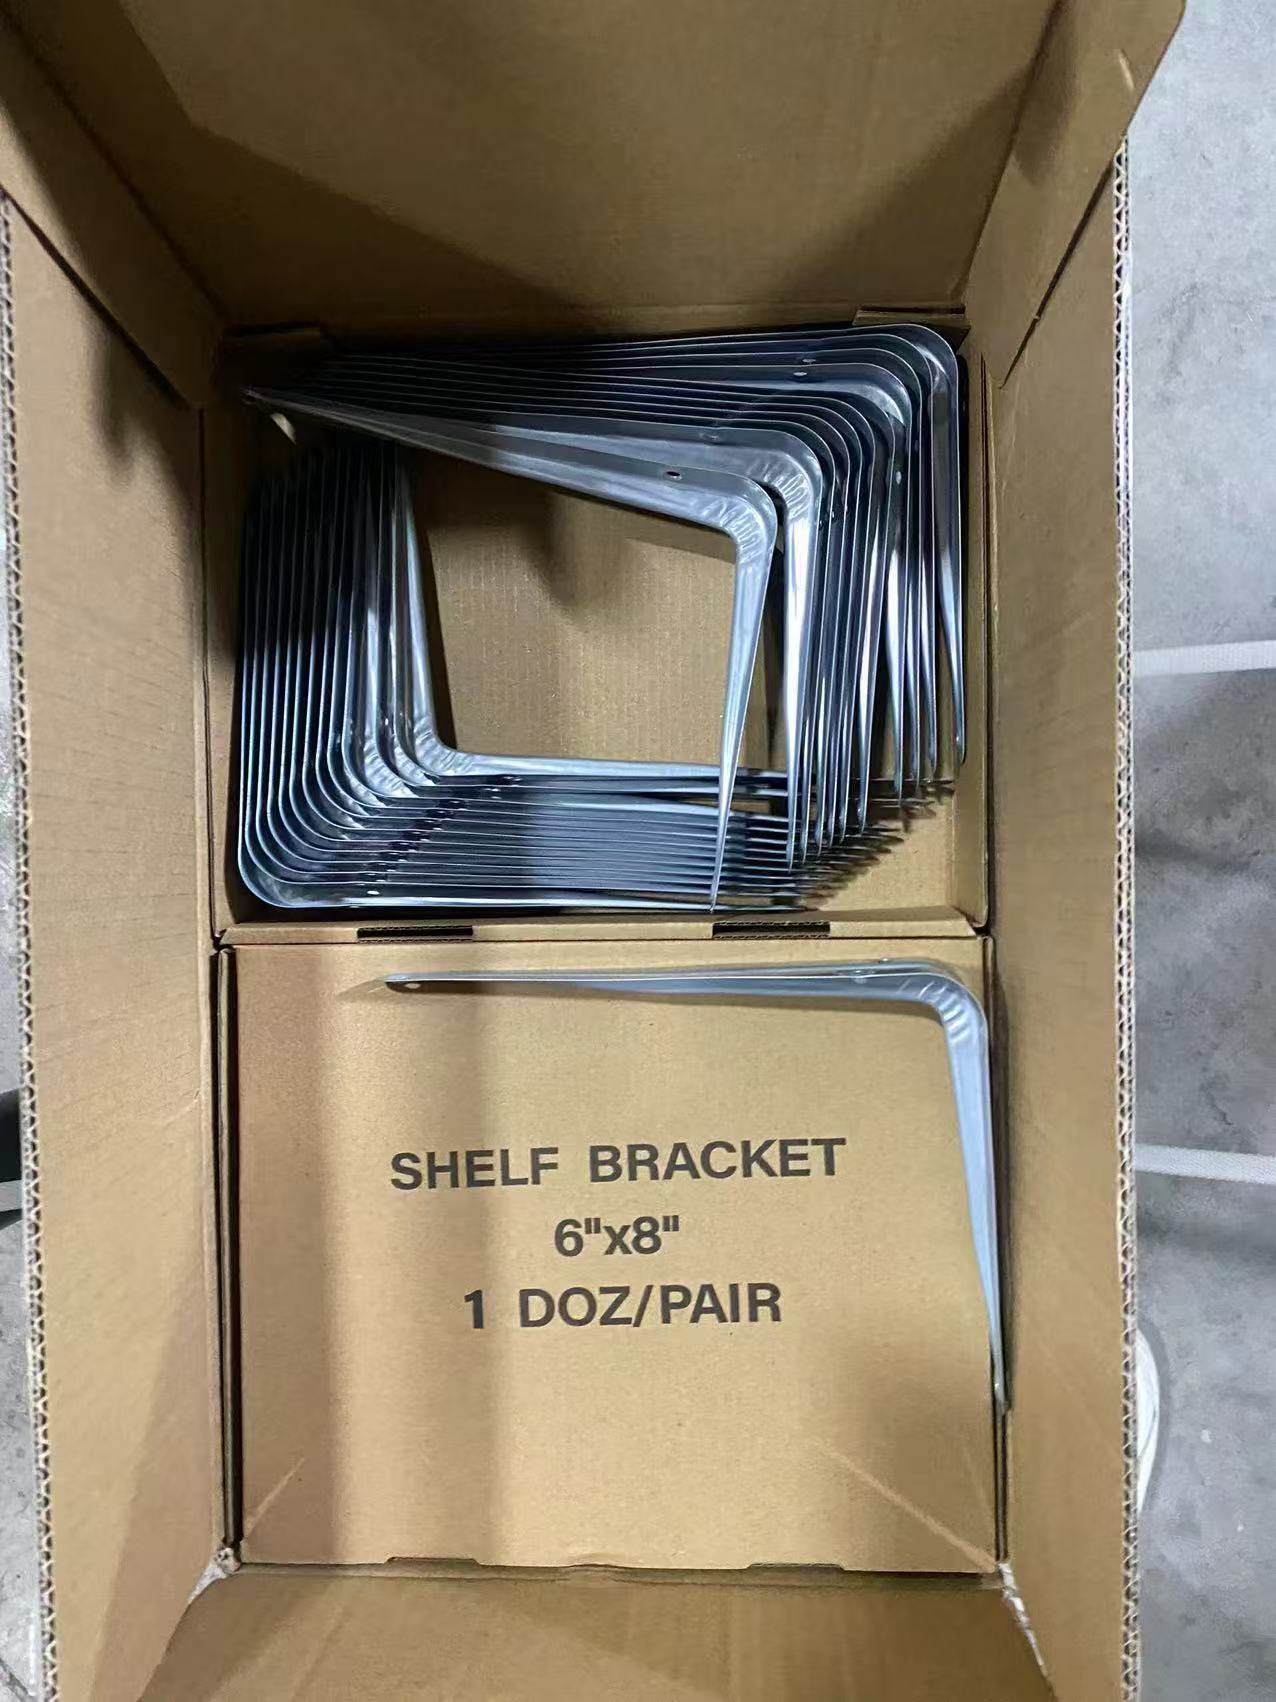 SHELF BRACKET
6"x8"
1 DOZ/PAIR